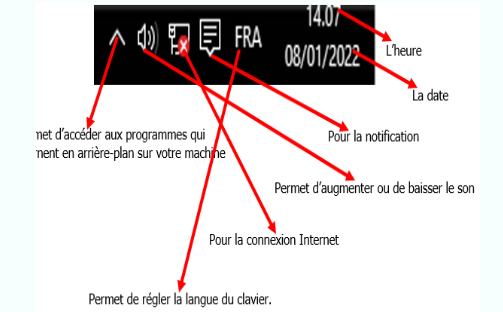 14.07
FRA
08/01/2022
L'heure
La date
d'accéder aux programmes qui
Pour la notification
en arrière-plan sur votre machine
Permet d'augmenter ou de baisser le son
Pour la connexion Internet
Permet de régler la langue du clavier.